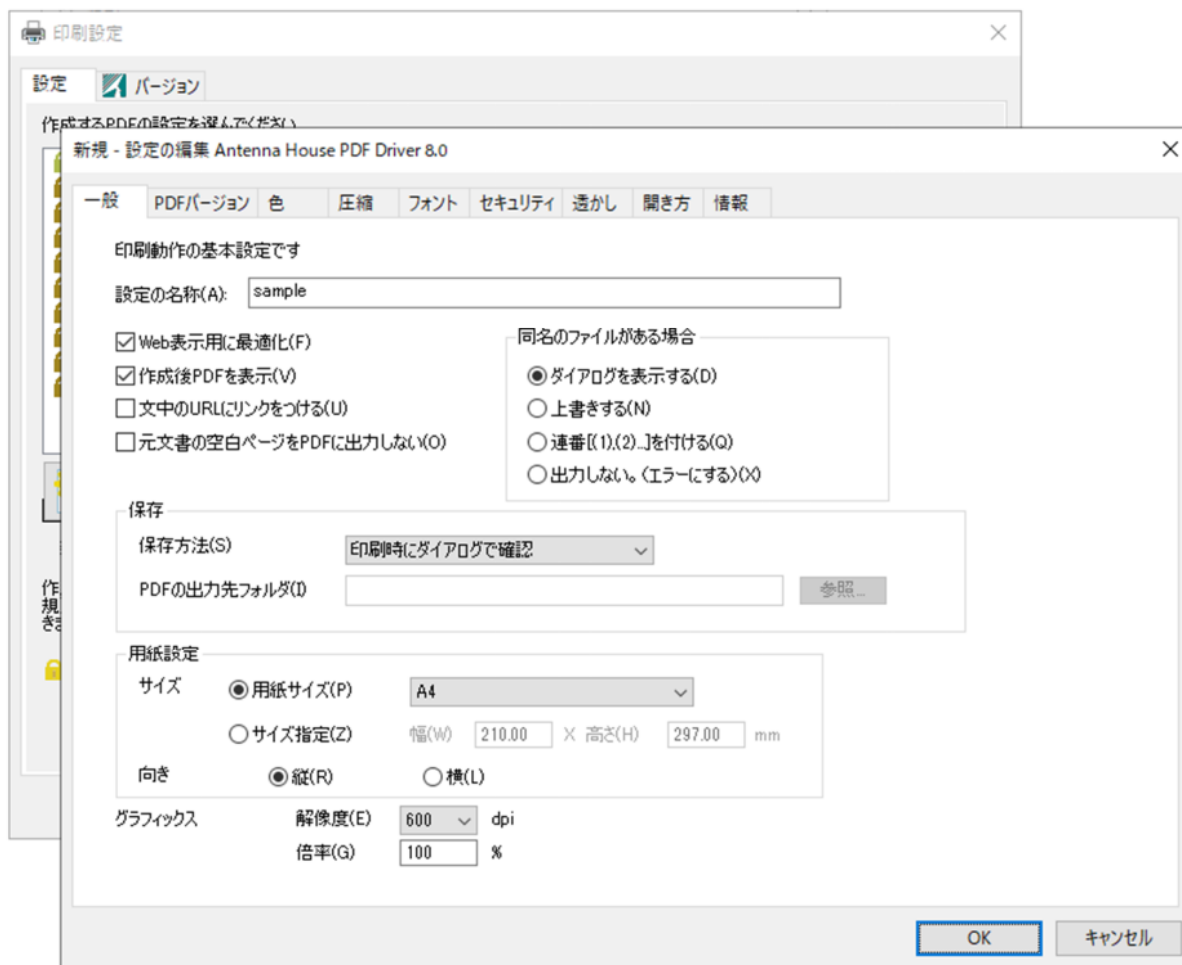 印刷設定
設定 バージョン
作成するPDFの設定を選んでください
新規 - 設定の編集 Antenna House PDF Driver 8.0
一般 PDFバージョン 色 圧縮 フォント セキュリティ 透かし 開き方 情報
印刷動作の基本設定です
設定の名称(A): sample
Web表示用に最適化(F)
作成後PDFを表示(V)
文中のURLにリンクをつける(U)
元文書の空白ページをPDFに出力しない(O)
同名のファイルがある場合
ダイアログを表示する(D)
上書きする(N)
連番[(1),(2)...]を付ける(Q)
出力しない。(エラーにする)(X)
保存
保存方法(S) 印刷時にダイアログで確認
PDFの出力先フォルダ(I) 参照...
作
規
き
用紙設定
サイズ 用紙サイズ(P) A4
サイズ指定(Z) 幅(W) 210.00 X 高さ(H) 297.00 mm
向き 縦(R) 横(L)
グラフィックス 解像度(E) 600 dpi
倍率(G) 100 %
OK キャンセル